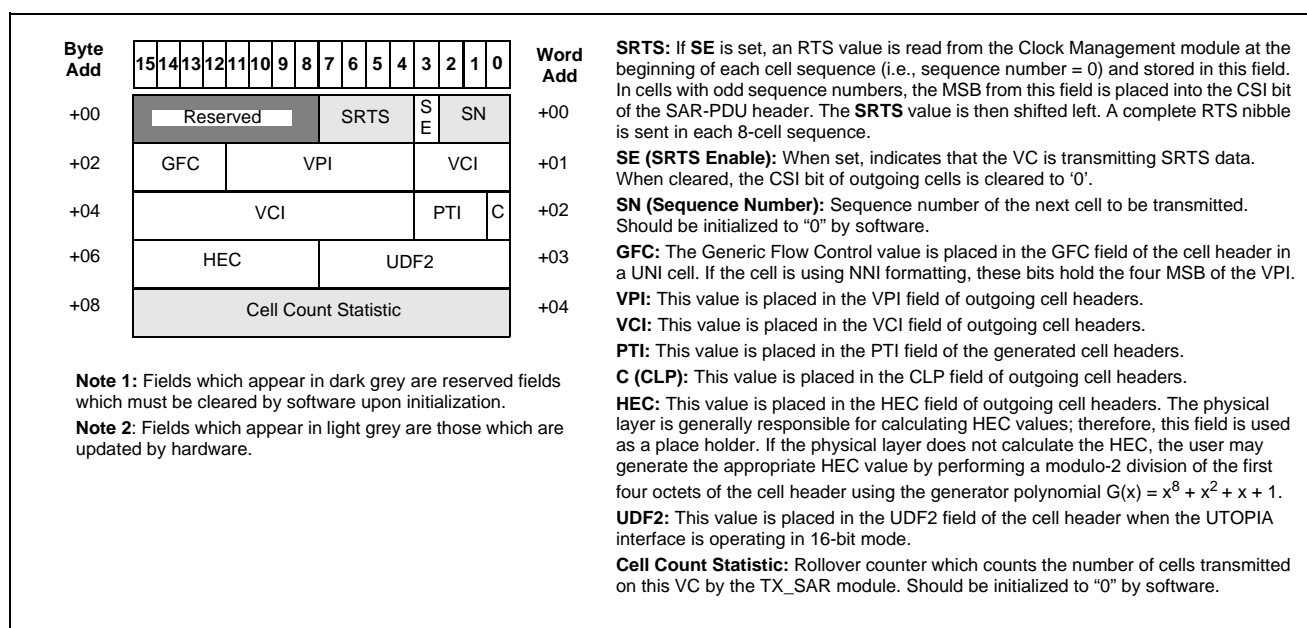 Byte Add
15 14 13 12 11 10 9 8 7 6 5 4 3 2 1 0
Word Add
+00 Reserved SRTS SE SN +00
+02 GFC VPI VCI +01
+04 VCI PTI C +02
+06 HEC UDF2 +03
+08 Cell Count Statistic +04
Note 1: Fields which appear in dark grey are reserved fields
which must be cleared by software upon initialization.
Note 2: Fields which appear in light grey are those which are
updated by hardware.
SRTS: If SE is set, an RTS value is read from the Clock Management module at the
beginning of each cell sequence (i.e., sequence number = 0) and stored in this field.
In cells with odd sequence numbers, the MSB from this field is placed into the CSI bit
of the SAR-PDU header. The SRTS value is then shifted left. A complete RTS nibble
is sent in each 8-cell sequence.
SE (SRTS Enable): When set, indicates that the VC is transmitting SRTS data.
When cleared, the CSI bit of outgoing cells is cleared to ‘0’.
SN (Sequence Number): Sequence number of the next cell to be transmitted.
Should be initialized to “0” by software.
GFC: The Generic Flow Control value is placed in the GFC field of the cell header in
a UNI cell. If the cell is using NNI formatting, these bits hold the four MSB of the VPI.
VPI: This value is placed in the VPI field of outgoing cell headers.
VCI: This value is placed in the VCI field of outgoing cell headers.
PTI: This value is placed in the PTI field of the generated cell headers.
C (CLP): This value is placed in the CLP field of outgoing cell headers.
HEC: This value is placed in the HEC field of outgoing cell headers. The physical
layer is generally responsible for calculating HEC values; therefore, this field is used
as a place holder. If the physical layer does not calculate the HEC, the user may
generate the appropriate HEC value by performing a modulo-2 division of the first
four octets of the cell header using the generator polynomial G(x) = x⁸ + x² + x + 1.
UDF2: This value is placed in the UDF2 field of the cell header when the UTOPIA
interface is operating in 16-bit mode.
Cell Count Statistic: Rollover counter which counts the number of cells transmitted
on this VC by the TX_SAR module. Should be initialized to “0” by software.